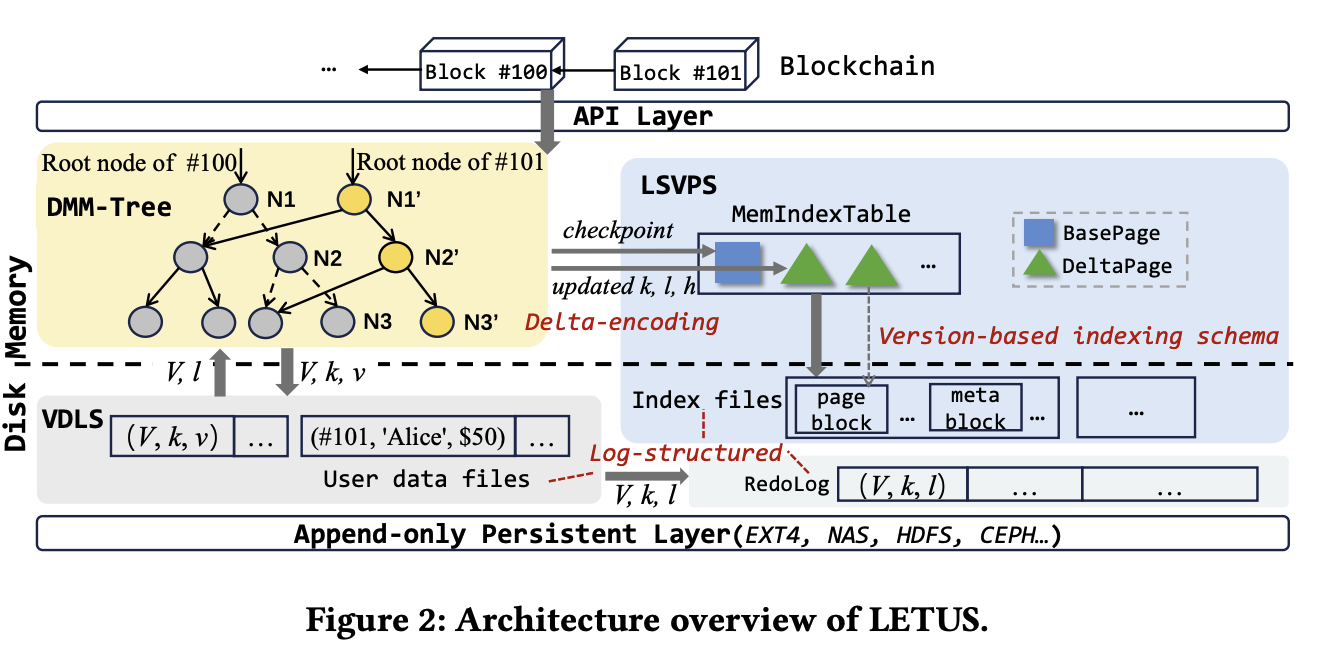 ... Block #100 Block #101 Blockchain
API Layer
Root node of #100 Root node of #101
DMM-Tree N1 N1'
N2 N2'
N3 N3'
LSVPS
MemIndexTable
checkpoint
updated k, l, h
...
BasePage
DeltaPage
Delta-encoding
Version-based indexing schema
Memory
Disk
V, l V, k, v
VDLS
(V, k, v) ... (#101, 'Alice', $50) ...
User data files
Index files
page block ... meta block ... ...
Log-structured
V, k, l
RedoLog (V, k, l) ... ...
Append-only Persistent Layer(EXT4, NAS, HDFS, CEPH…)
Figure 2: Architecture overview of LETUS.